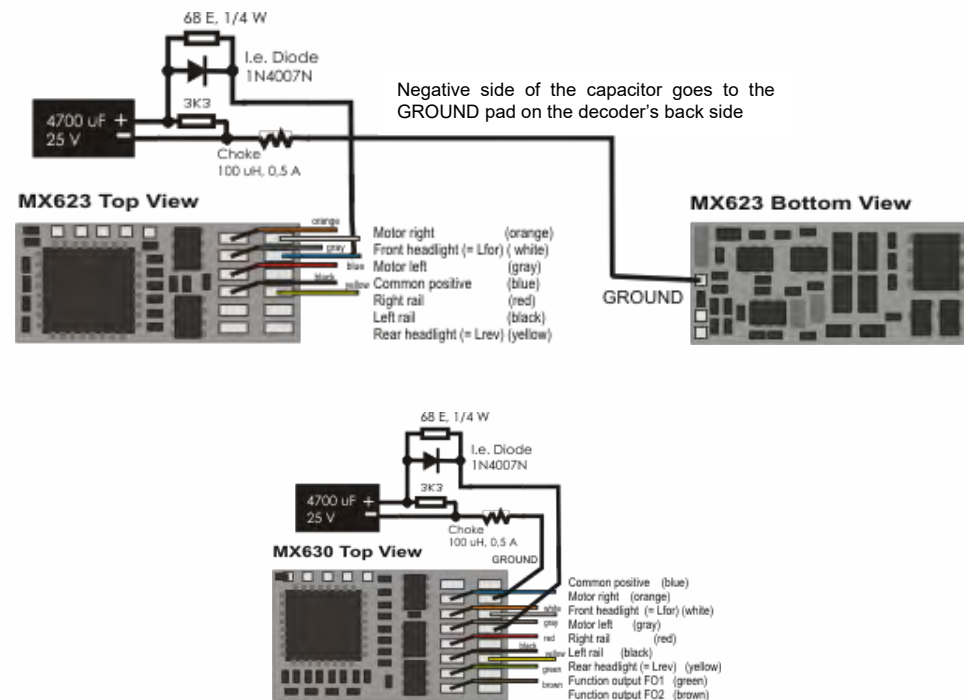 68 E, 1/4 W
I.e. Diode
1N4007N
Negative side of the capacitor goes to the
GROUND pad on the decoder's back side
3K3
4700 uF +
25 V −
Choke
100 uH, 0,5 A
MX623 Top View
MX623 Bottom View
orange
gray
blue
black
yellow
Motor right (orange)
Front headlight (= Lfor) ( white)
Motor left (gray)
Common positive (blue)
Right rail (red)
Left rail (black)
Rear headlight (= Lrev) (yellow)
GROUND
68 E, 1/4 W
I.e. Diode
1N4007N
3K3
4700 uF +
25 V −
Choke
100 uH, 0,5 A
MX630 Top View
GROUND
white
gray
red
black
yellow
green
brown
Common positive (blue)
Motor right (orange)
Front headlight (= Lfor) (white)
Motor left (gray)
Right rail (red)
Left rail (black)
Rear headlight (= Lrev) (yellow)
Function output FO1 (green)
Function output FO2 (brown)